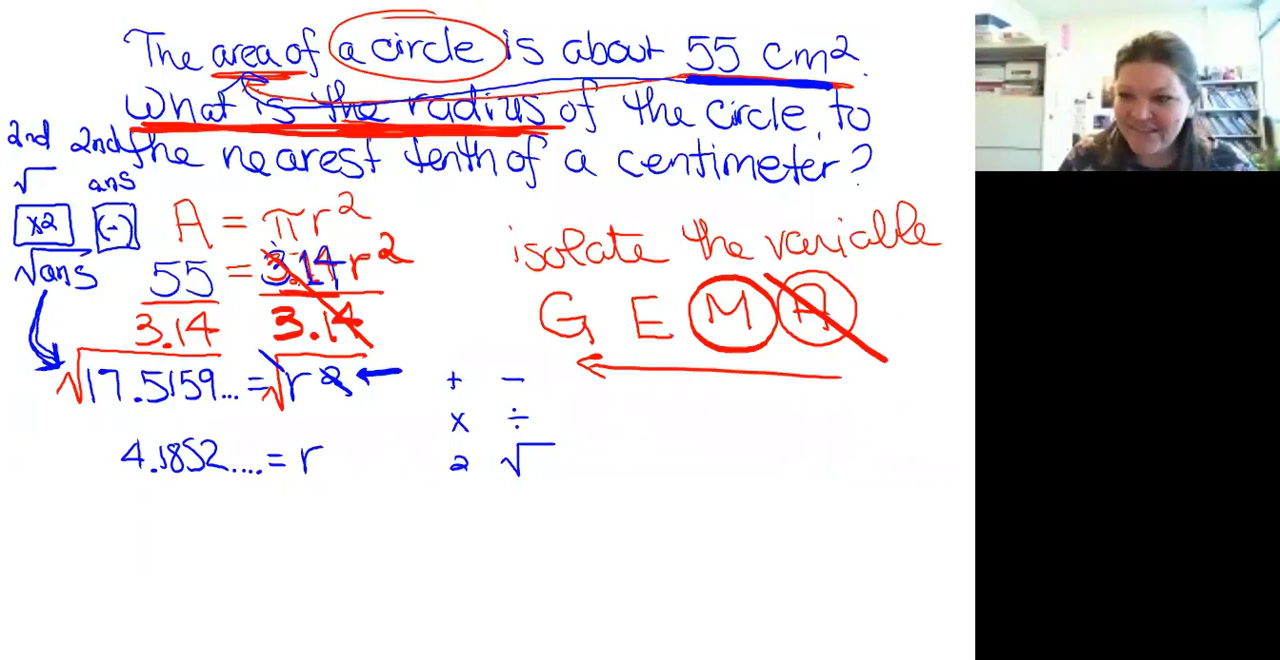 The area of a circle is about 55 cm2.
What is the radius of the circle, to
the nearest tenth of a centimeter?
2nd 2nd
√ ans
x2 (-)
√ans
A = πr2
55 = 3.14 r2
3.14 3.14
√17.5159... = √r2
4.1852.... = r
isolate the variable
G E M A
+ −
x ÷
2 √